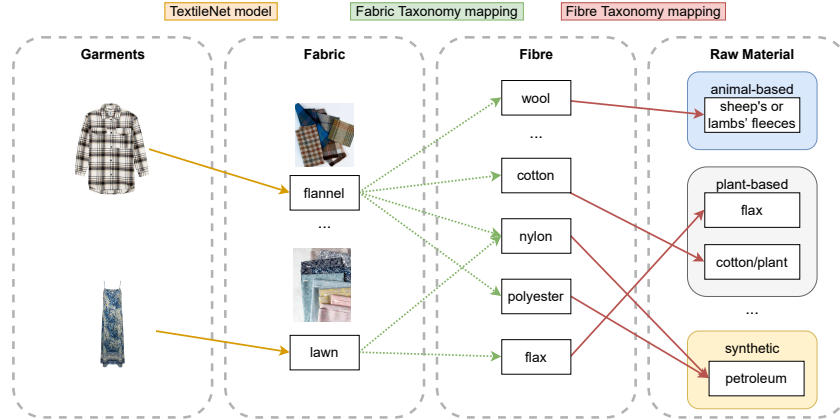 TextileNet model
Fabric Taxonomy mapping
Fibre Taxonomy mapping
Garments
Fabric
Fibre
Raw Material
flannel
...
lawn
wool
...
cotton
nylon
polyester
flax
animal-based
sheep's or
lambs' fleeces
plant-based
flax
cotton/plant
...
synthetic
petroleum